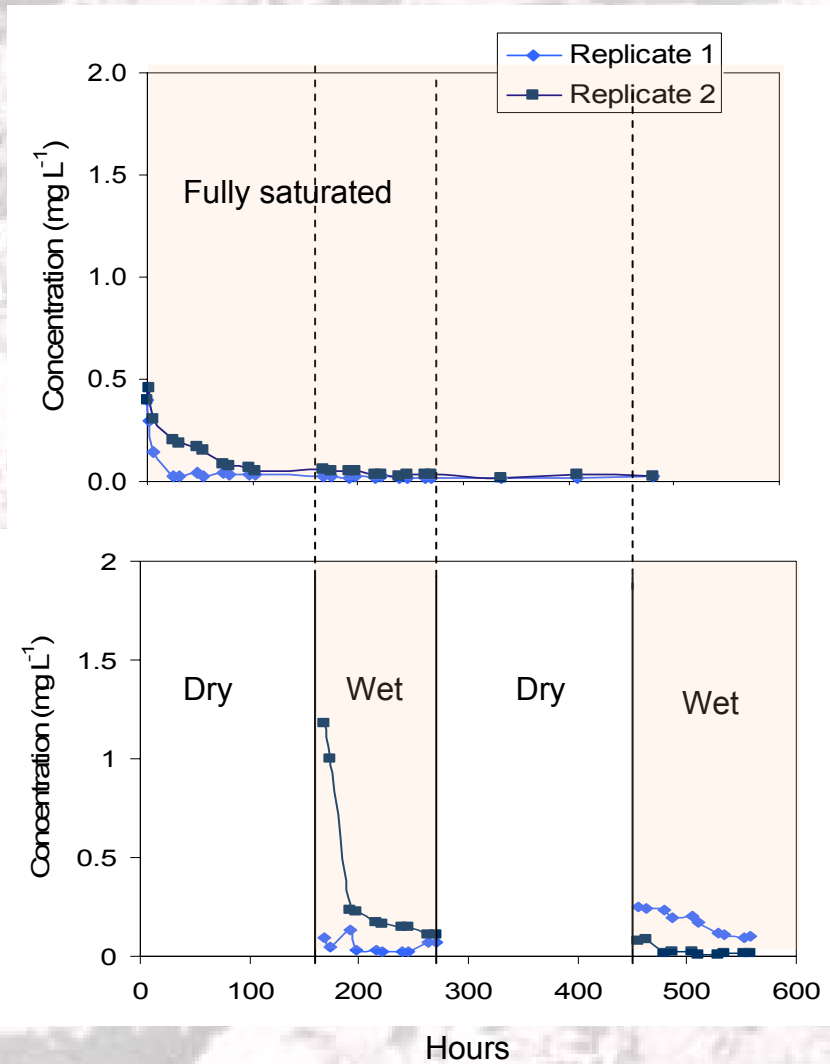 Replicate 1
Replicate 2
Concentration (mg L-1)
2.0
1.5
1.0
0.5
0.0
Fully saturated
Concentration (mg L-1)
2
1.5
1
0.5
0
Dry
Wet
Dry
Wet
0 100 200 300 400 500 600
Hours